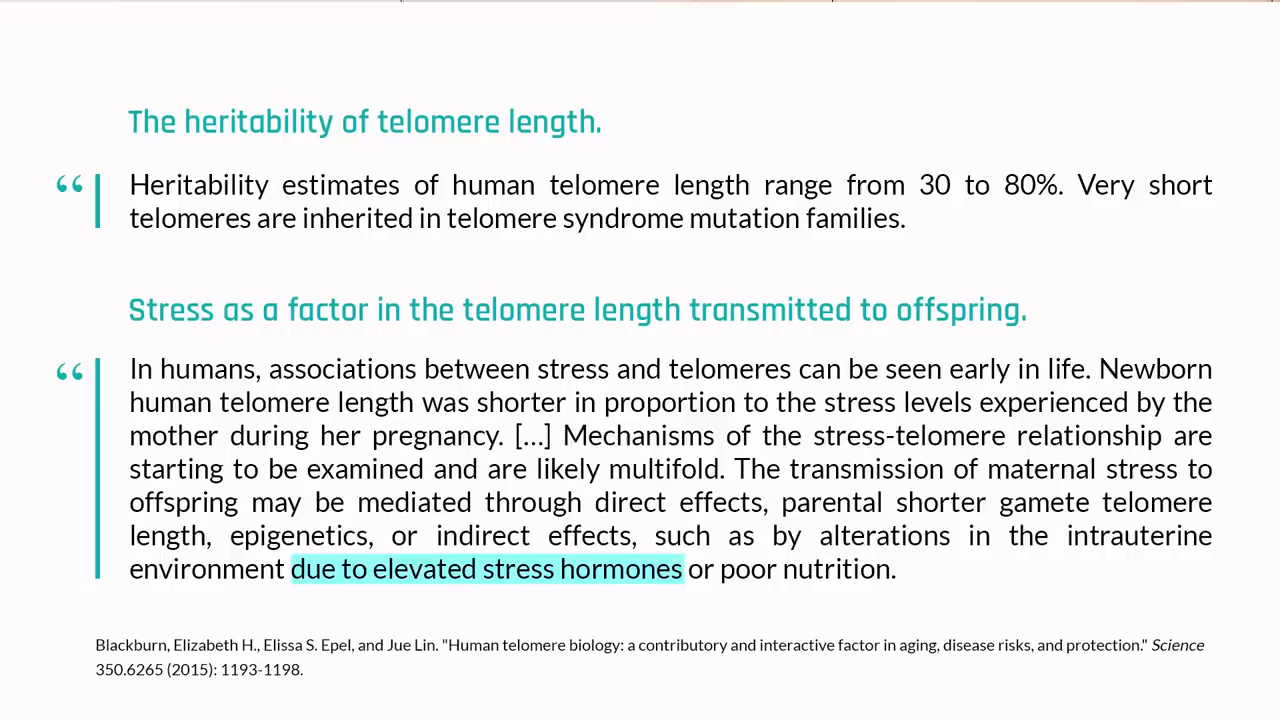 The heritability of telomere length.
“
Heritability estimates of human telomere length range from 30 to 80%. Very short
telomeres are inherited in telomere syndrome mutation families.
Stress as a factor in the telomere length transmitted to offspring.
“
In humans, associations between stress and telomeres can be seen early in life. Newborn
human telomere length was shorter in proportion to the stress levels experienced by the
mother during her pregnancy. [...] Mechanisms of the stress-telomere relationship are
starting to be examined and are likely multifold. The transmission of maternal stress to
offspring may be mediated through direct effects, parental shorter gamete telomere
length, epigenetics, or indirect effects, such as by alterations in the intrauterine
environment due to elevated stress hormones or poor nutrition.
Blackburn, Elizabeth H., Elissa S. Epel, and Jue Lin. "Human telomere biology: a contributory and interactive factor in aging, disease risks, and protection." Science
350.6265 (2015): 1193-1198.